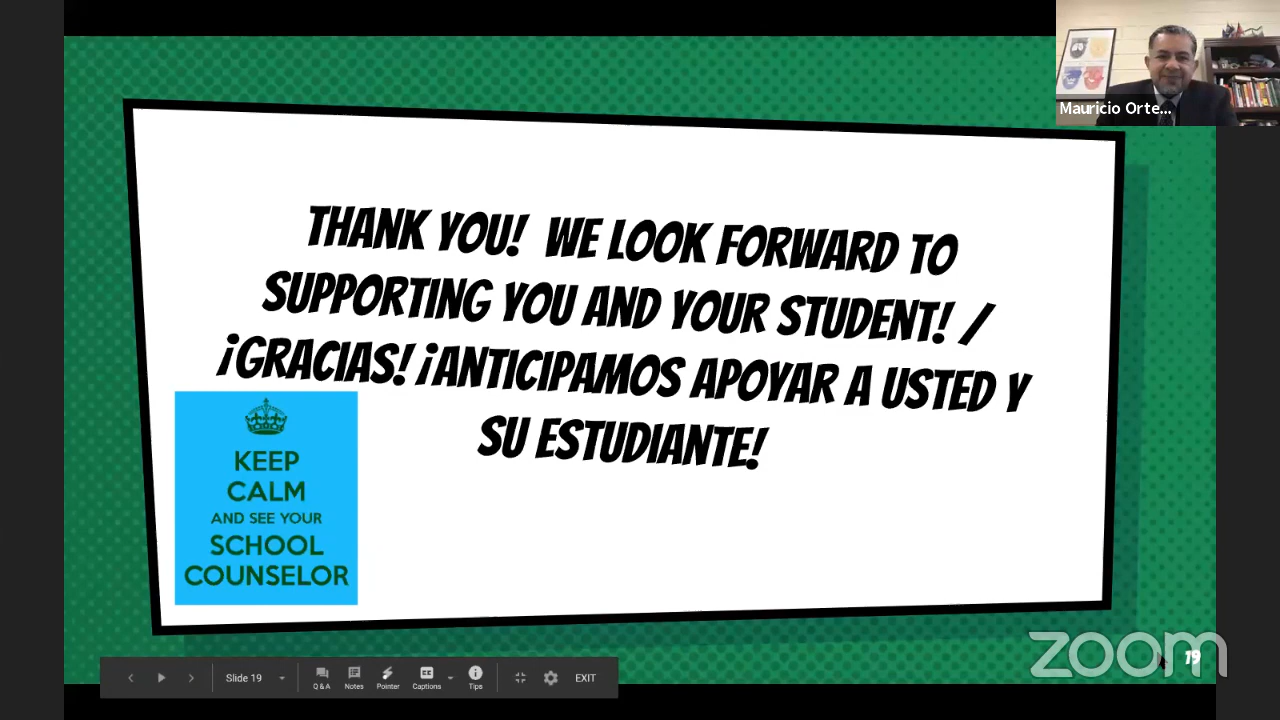 Mauricio Orte...
THANK YOU! WE LOOK FORWARD TO
SUPPORTING YOU AND YOUR STUDENT! /
¡GRACIAS! ¡ANTICIPAMOS APOYAR A USTED Y
SU ESTUDIANTE!
KEEP
CALM
AND SEE YOUR
SCHOOL
COUNSELOR
zoom
19
Slide 19
Q & A
Notes
Pointer
Captions
Tips
EXIT